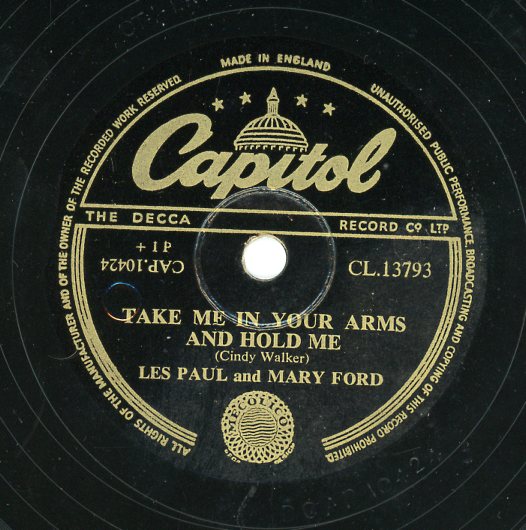 MADE IN ENGLAND
ALL RIGHTS OF THE MANUFACTURER AND OF THE OWNER OF THE RECORDED WORK RESERVED.
UNAUTHORISED PUBLIC PERFORMANCE, BROADCASTING AND COPYING OF THIS RECORD PROHIBITED.
Capitol
THE DECCA RECORD CO LTP
CAP.10424
CL.13793
TAKE ME IN YOUR ARMS
AND HOLD ME
(Cindy Walker)
LES PAUL and MARY FORD